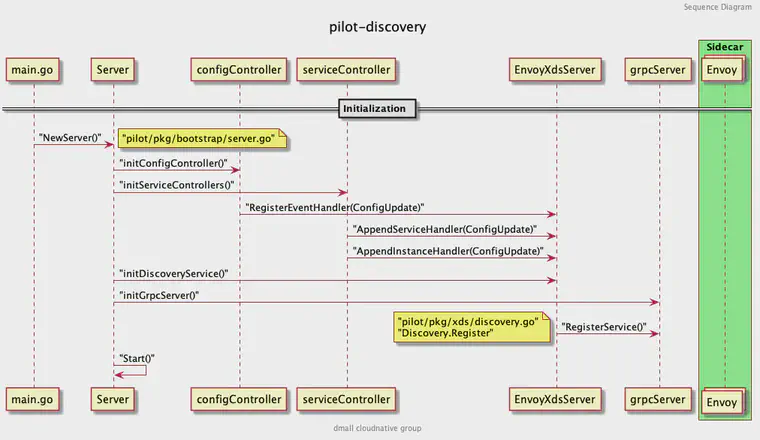 Sequence Diagram
pilot-discovery
Sidecar
main.go
Server
configController
serviceController
EnvoyXdsServer
grpcServer
Envoy
Initialization
"NewServer()"
"pilot/pkg/bootstrap/server.go"
"initConfigController()"
"initServiceControllers()"
"RegisterEventHandler(ConfigUpdate)"
"AppendServiceHandler(ConfigUpdate)"
"AppendInstanceHandler(ConfigUpdate)"
"initDiscoveryService()"
"initGrpcServer()"
"pilot/pkg/xds/discovery.go"
"Discovery.Register"
"RegisterService()"
"Start()"
main.go
Server
configController
serviceController
EnvoyXdsServer
grpcServer
Envoy
dmall cloudnative group